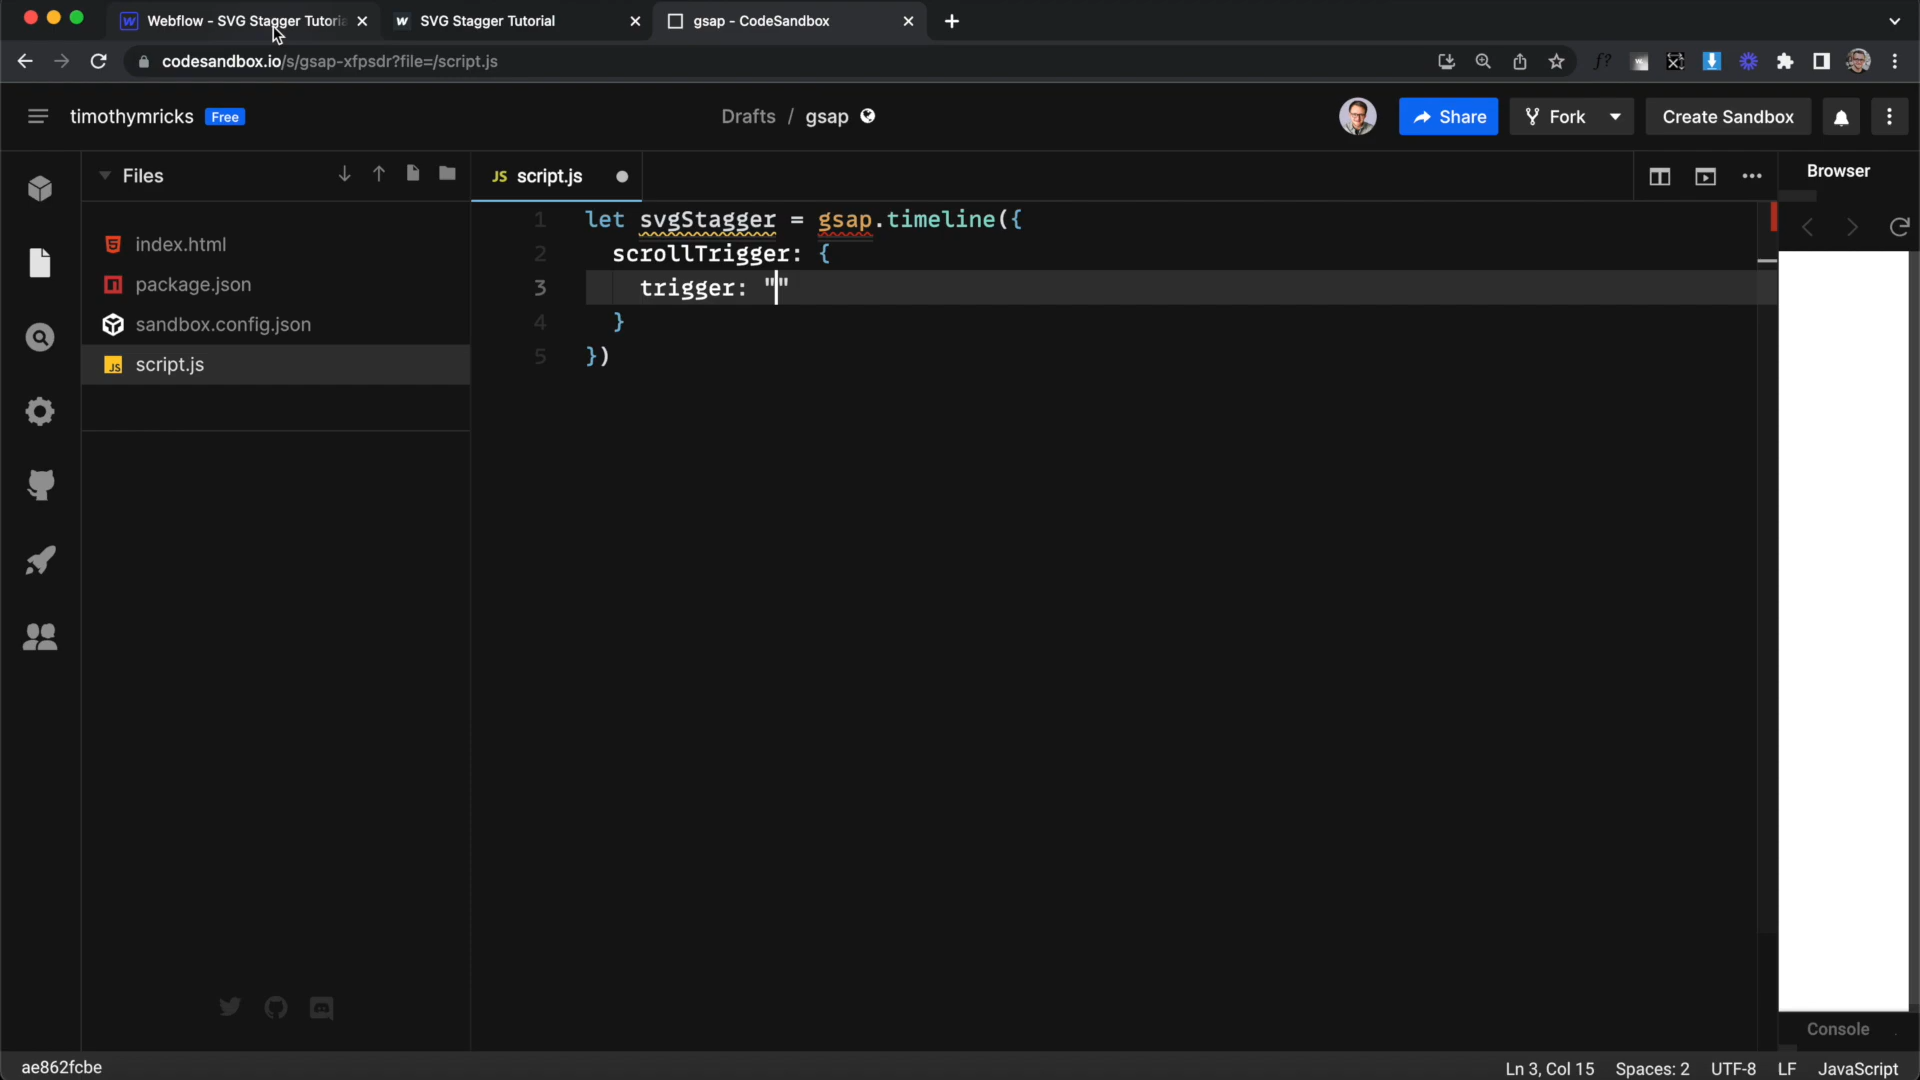 Webflow - SVG Stagger Tutoria
SVG Stagger Tutorial
gsap - CodeSandbox
codesandbox.io/s/gsap-xfpsdr?file=/script.js
timothymricks
Free
Drafts / gsap
Share
Fork
Create Sandbox
Files
JS script.js
Browser
index.html
package.json
sandbox.config.json
JS script.js
1 let svgStagger = gsap.timeline({
2 scrollTrigger: {
3 trigger: ""
4 }
5 })
Console
ae862fcbe
Ln 3, Col 15
Spaces: 2
UTF-8
LF
JavaScript